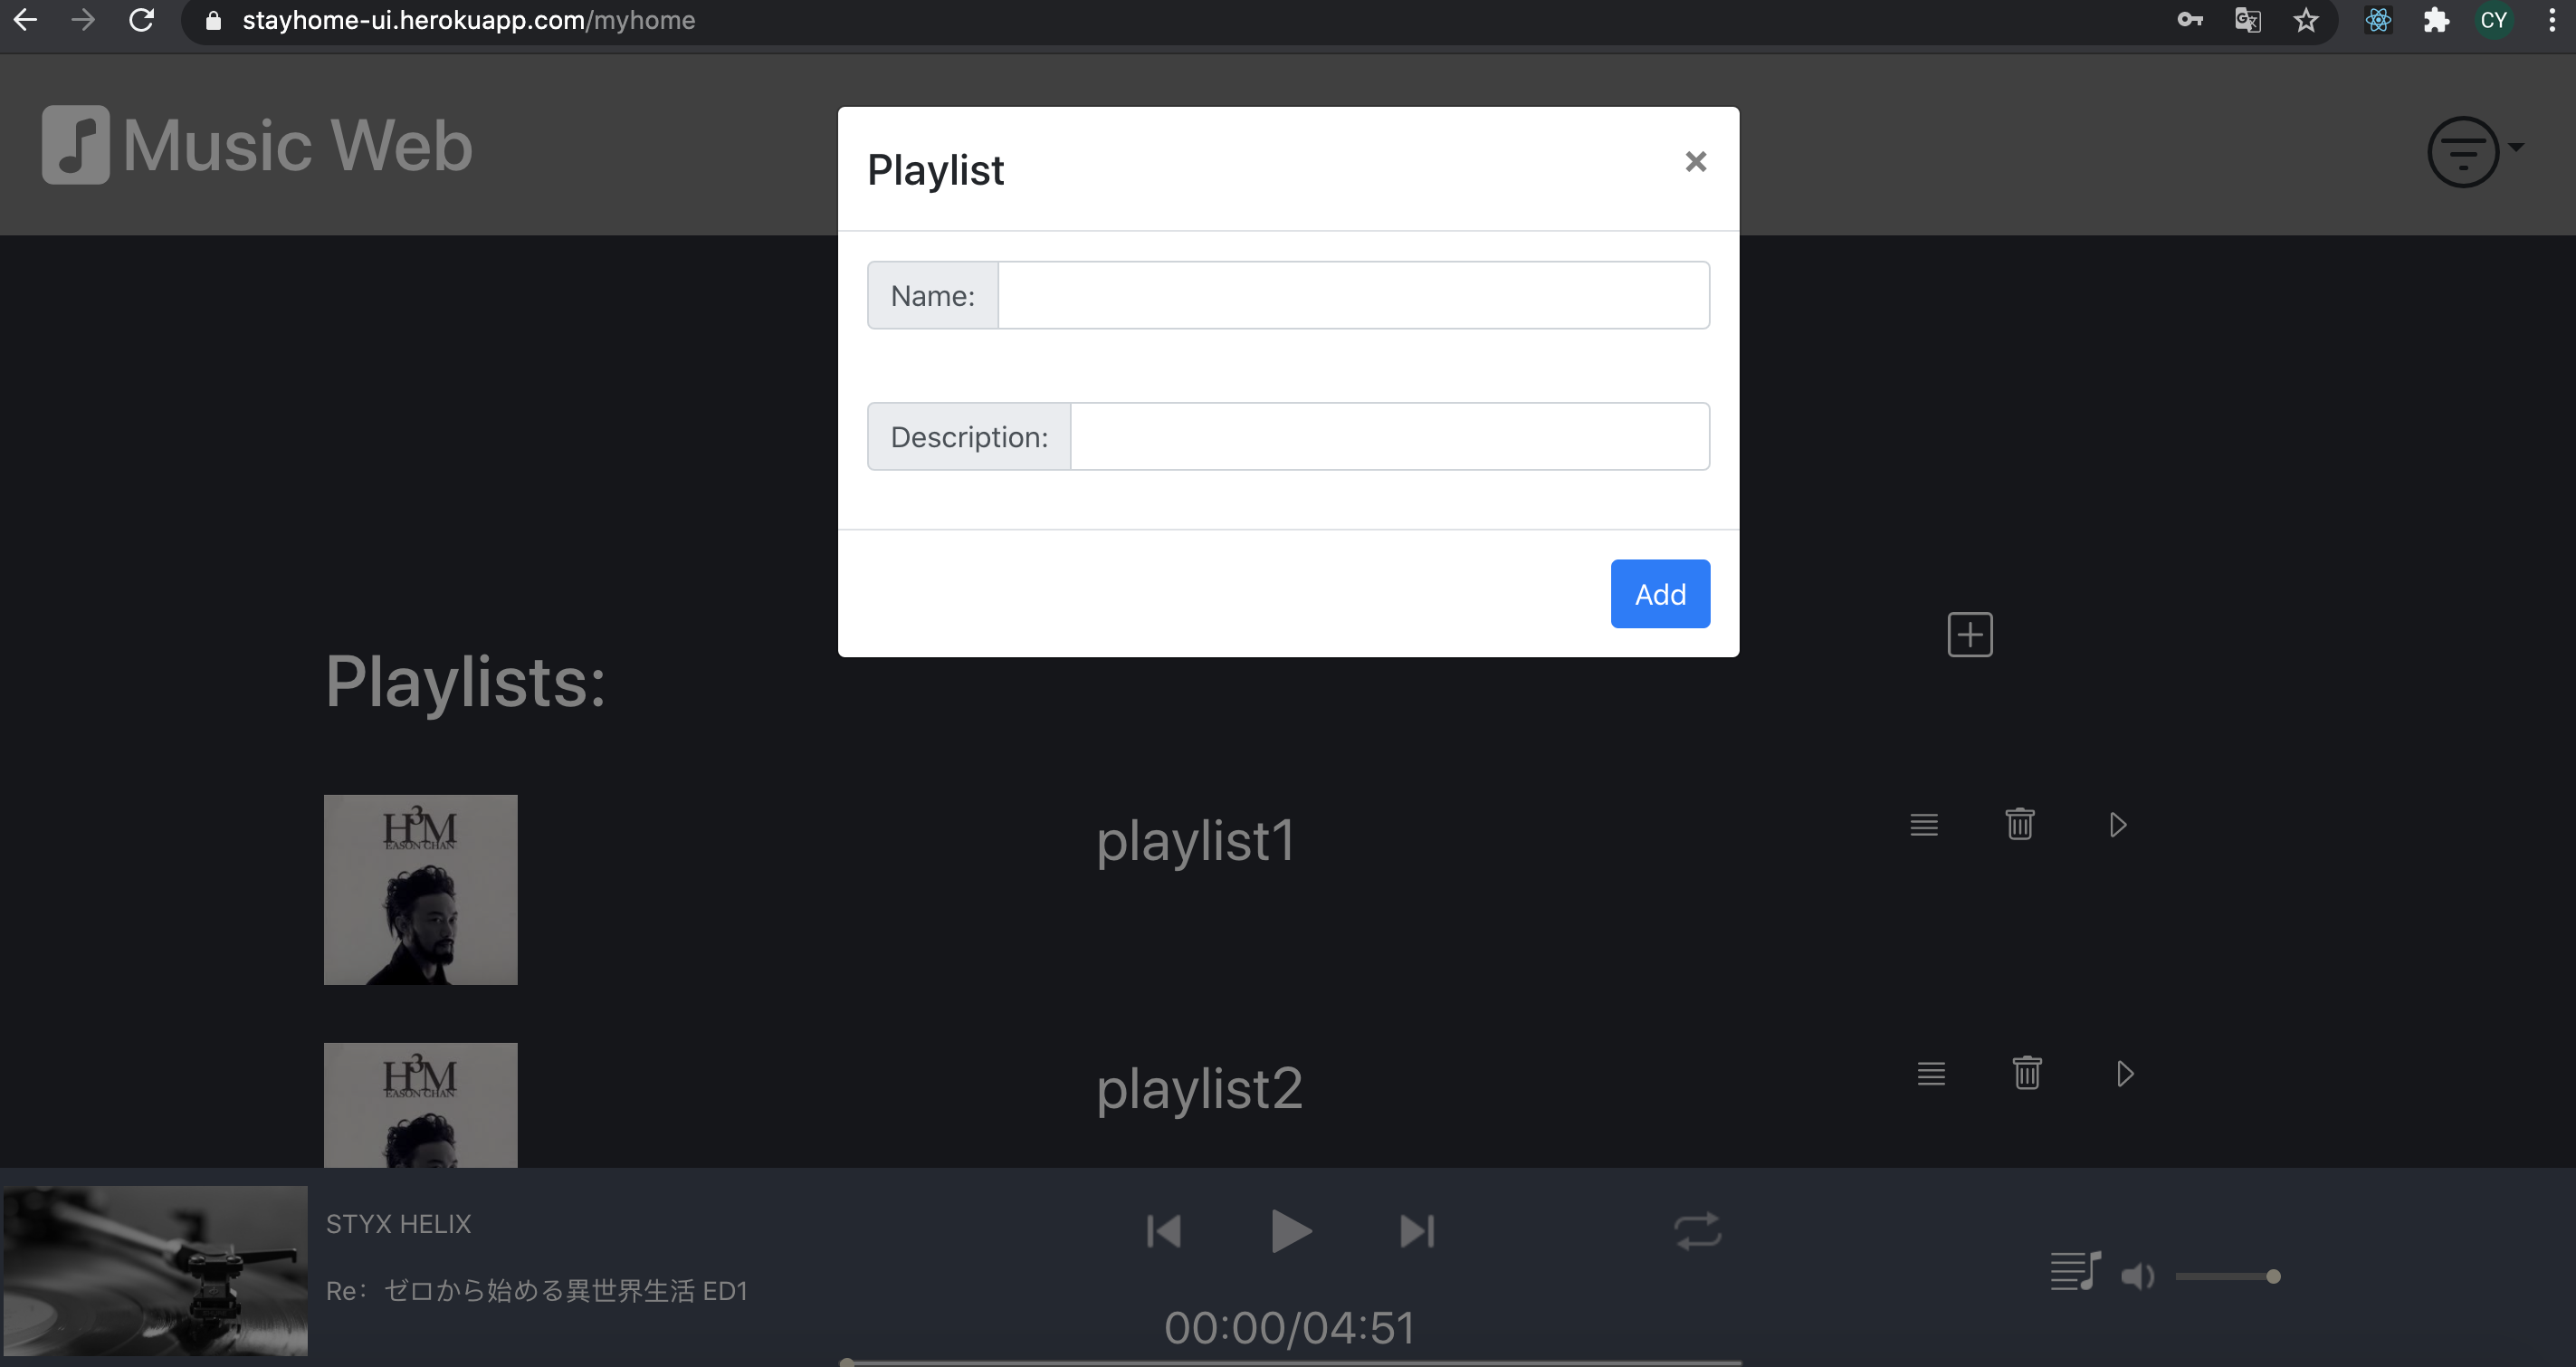 stayhome-ui.herokuapp.com/myhome
CY
Music Web
Playlist
×
Name:
Description:
Add
Playlists:
H3M
EASON CHAN
playlist1
H3M
EASON CHAN
playlist2
STYX HELIX
Re：ゼロから始める異世界生活 ED1
00:00/04:51